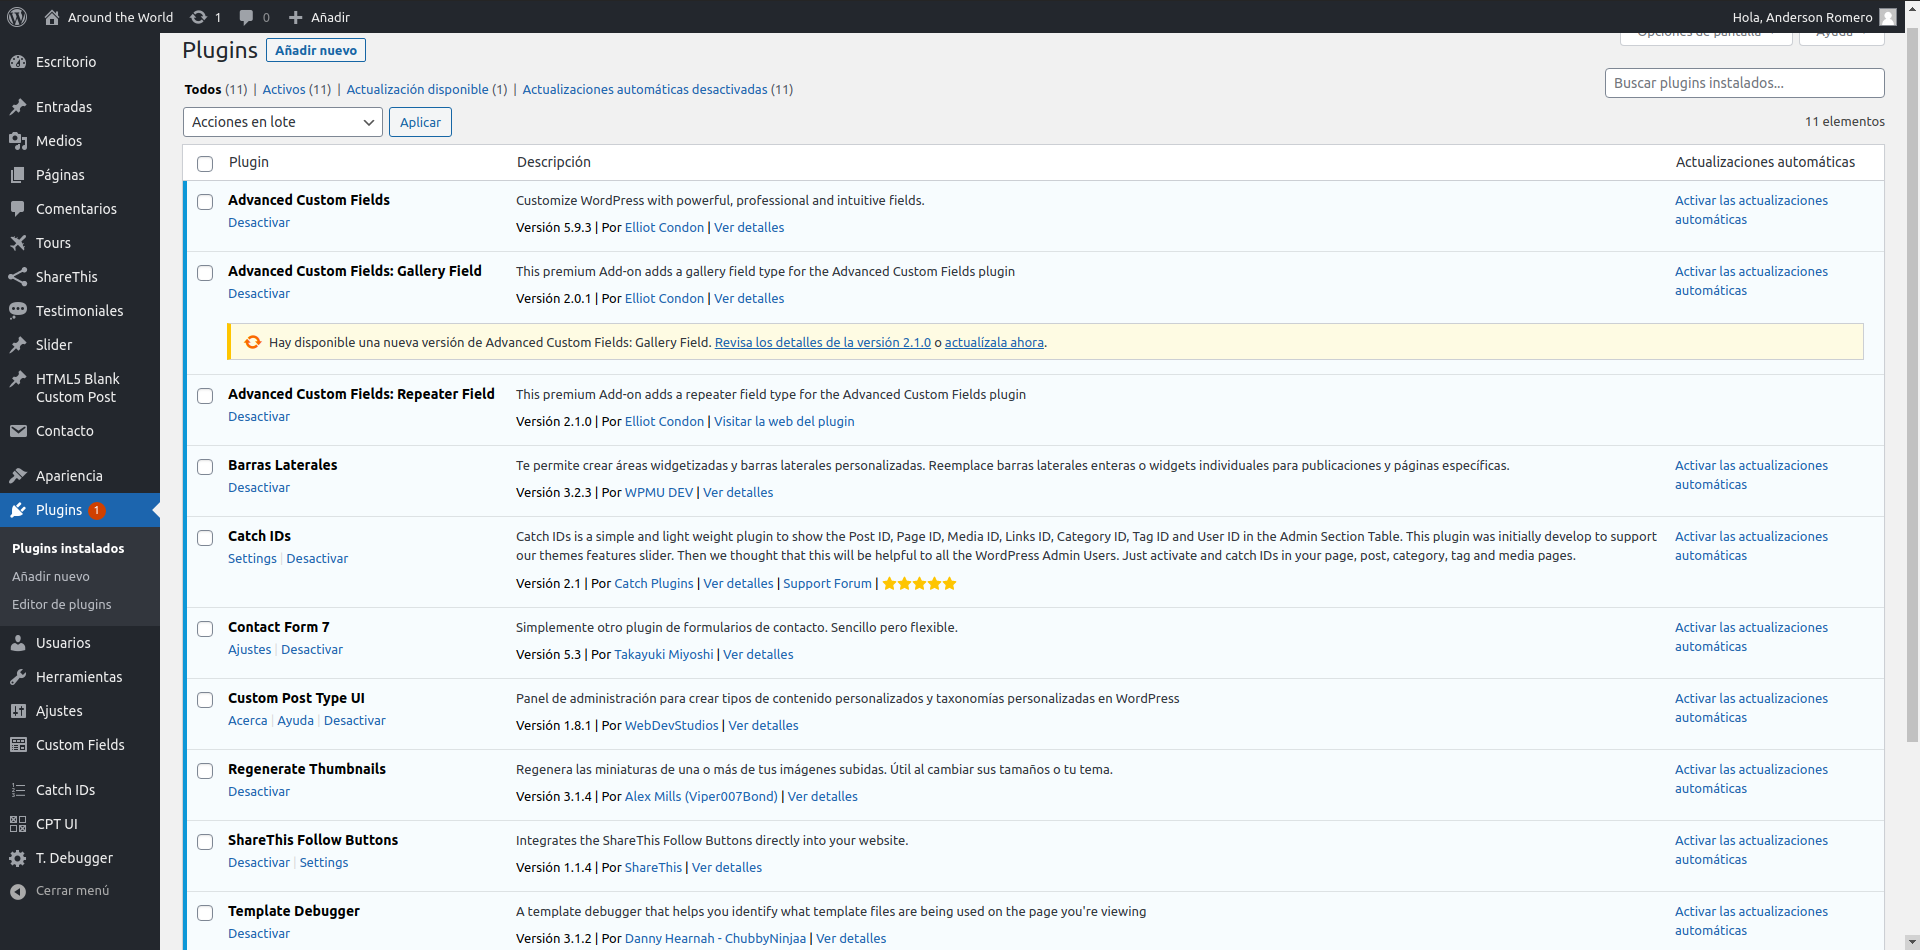 Around the World 1 0 Añadir
Hola, Anderson Romero
Escritorio
Entradas
Medios
Páginas
Comentarios
Tours
ShareThis
Testimoniales
Slider
HTML5 Blank
Custom Post
Contacto
Apariencia
Plugins 1
Plugins instalados
Añadir nuevo
Editor de plugins
Usuarios
Herramientas
Ajustes
Custom Fields
Catch IDs
CPT UI
T. Debugger
Cerrar menú
Opciones de pantalla Ayuda
Plugins Añadir nuevo
Todos (11) | Activos (11) | Actualización disponible (1) | Actualizaciones automáticas desactivadas (11)
Buscar plugins instalados...
Acciones en lote Aplicar
11 elementos
Plugin Descripción Actualizaciones automáticas
Advanced Custom Fields
Desactivar
Customize WordPress with powerful, professional and intuitive fields.
Versión 5.9.3 | Por Elliot Condon | Ver detalles
Activar las actualizaciones
automáticas
Advanced Custom Fields: Gallery Field
Desactivar
This premium Add-on adds a gallery field type for the Advanced Custom Fields plugin
Versión 2.0.1 | Por Elliot Condon | Ver detalles
Activar las actualizaciones
automáticas
Hay disponible una nueva versión de Advanced Custom Fields: Gallery Field. Revisa los detalles de la versión 2.1.0 o actualízala ahora.
Advanced Custom Fields: Repeater Field
Desactivar
This premium Add-on adds a repeater field type for the Advanced Custom Fields plugin
Versión 2.1.0 | Por Elliot Condon | Visitar la web del plugin
Barras Laterales
Desactivar
Te permite crear áreas widgetizadas y barras laterales personalizadas. Reemplace barras laterales enteras o widgets individuales para publicaciones y páginas específicas.
Versión 3.2.3 | Por WPMU DEV | Ver detalles
Activar las actualizaciones
automáticas
Catch IDs
Settings | Desactivar
Catch IDs is a simple and light weight plugin to show the Post ID, Page ID, Media ID, Links ID, Category ID, Tag ID and User ID in the Admin Section Table. This plugin was initially develop to support
our themes features slider. Then we thought that this will be helpful to all the WordPress Admin Users. Just activate and catch IDs in your page, post, category, tag and media pages.
Versión 2.1 | Por Catch Plugins | Ver detalles | Support Forum |
Activar las actualizaciones
automáticas
Contact Form 7
Ajustes | Desactivar
Simplemente otro plugin de formularios de contacto. Sencillo pero flexible.
Versión 5.3 | Por Takayuki Miyoshi | Ver detalles
Activar las actualizaciones
automáticas
Custom Post Type UI
Acerca | Ayuda | Desactivar
Panel de administración para crear tipos de contenido personalizados y taxonomías personalizadas en WordPress
Versión 1.8.1 | Por WebDevStudios | Ver detalles
Activar las actualizaciones
automáticas
Regenerate Thumbnails
Desactivar
Regenera las miniaturas de una o más de tus imágenes subidas. Útil al cambiar sus tamaños o tu tema.
Versión 3.1.4 | Por Alex Mills (Viper007Bond) | Ver detalles
Activar las actualizaciones
automáticas
ShareThis Follow Buttons
Desactivar | Settings
Integrates the ShareThis Follow Buttons directly into your website.
Versión 1.1.4 | Por ShareThis | Ver detalles
Activar las actualizaciones
automáticas
Template Debugger
Desactivar
A template debugger that helps you identify what template files are being used on the page you're viewing
Versión 3.1.2 | Por Danny Hearnah - ChubbyNinjaa | Ver detalles
Activar las actualizaciones
automáticas